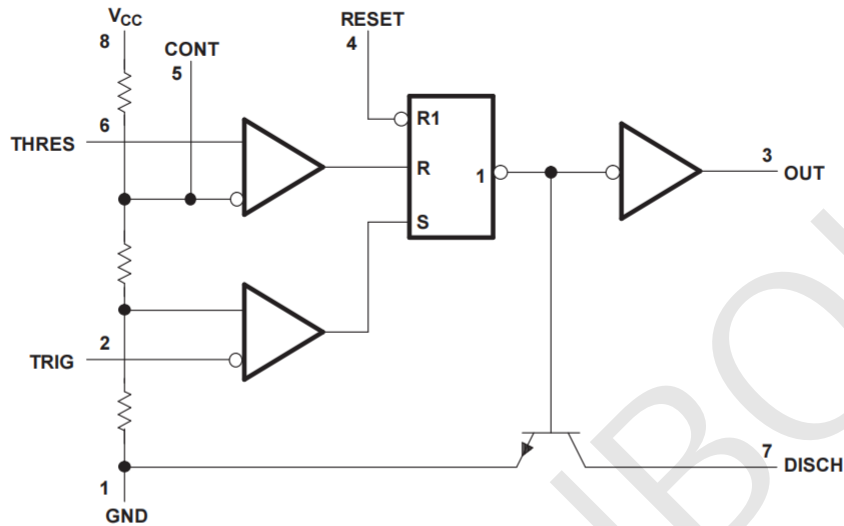 VCC
8
CONT
5
RESET
4
6
THRES
R1
R
1
S
3
OUT
2
TRIG
7
DISCH
1
GND